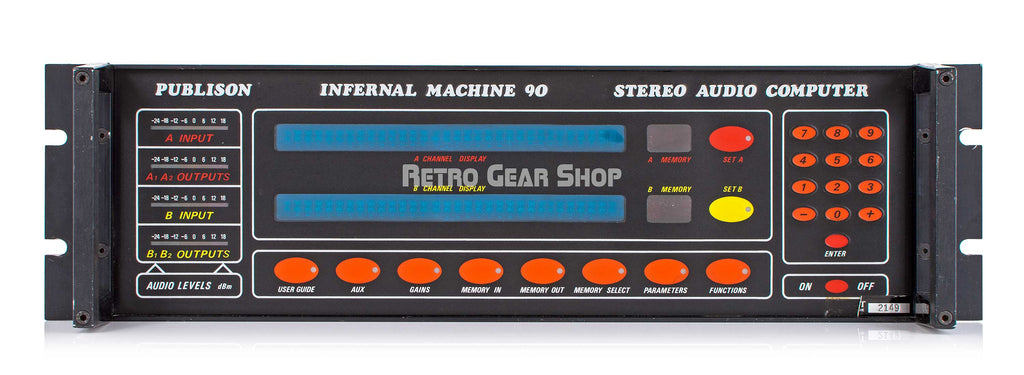 PUBLISON INFERNAL MACHINE 90 STEREO AUDIO COMPUTER
-24 -18 -12 -6 0 6 12 18
A INPUT
-24 -18 -12 -6 0 6 12 18
A1 A2 OUTPUTS
-24 -18 -12 -6 0 6 12 18
B INPUT
-24 -18 -12 -6 0 6 12 18
B1 B2 OUTPUTS
AUDIO LEVELS dBm
A CHANNEL DISPLAY
A MEMORY
SET A
RETRO GEAR SHOP
B CHANNEL DISPLAY
B MEMORY
SET B
USER GUIDE AUX GAINS MEMORY IN MEMORY OUT MEMORY SELECT PARAMETERS FUNCTIONS
7 8 9
4 5 6
1 2 3
- 0 +
ENTER
ON OFF
2149